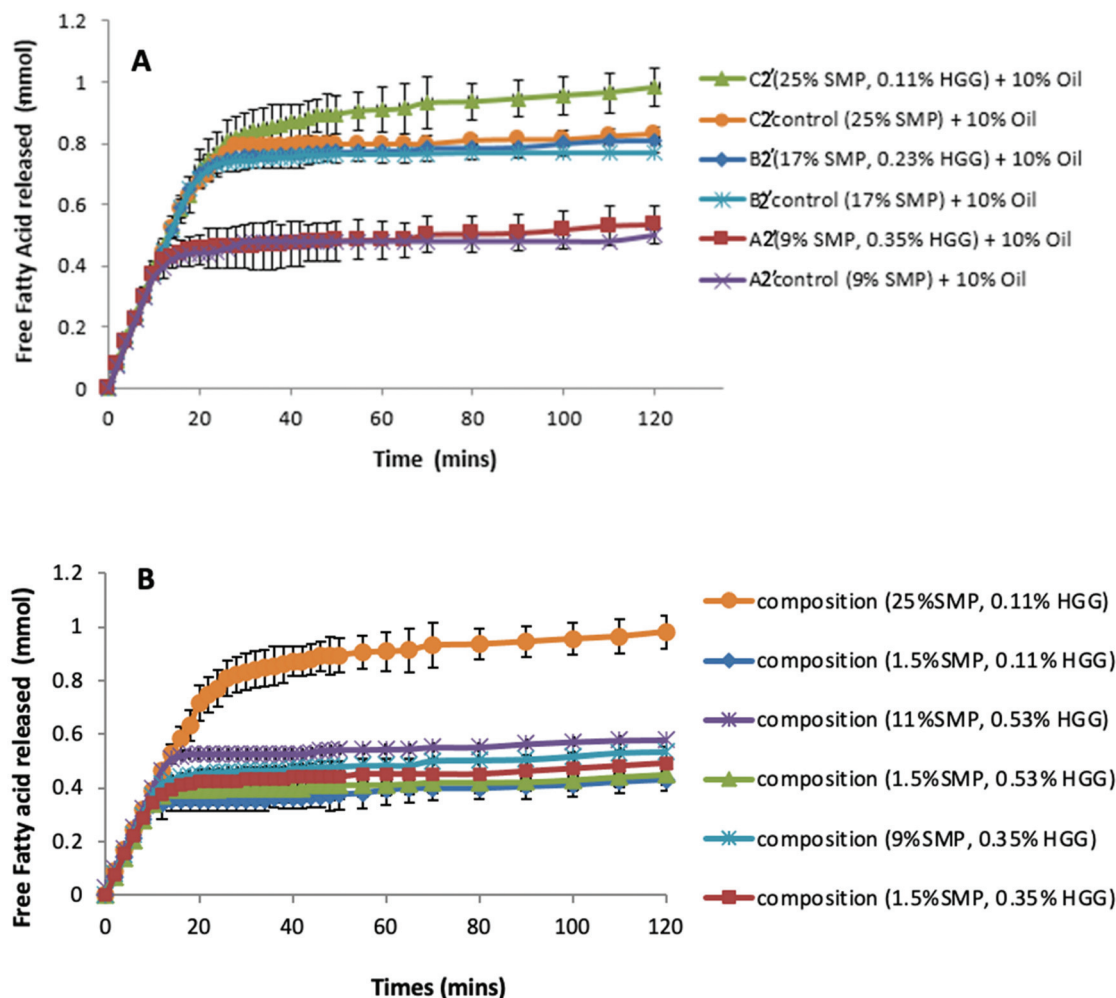 A
Free Fatty Acid released (mmol)
1.2
1
0.8
0.6
0.4
0.2
0
0 20 40 60 80 100 120
Time (mins)
C2′(25% SMP, 0.11% HGG) + 10% Oil
C2′control (25% SMP) + 10% Oil
B2′(17% SMP, 0.23% HGG) + 10% Oil
B2′control (17% SMP) + 10% Oil
A2′(9% SMP, 0.35% HGG) + 10% Oil
A2′control (9% SMP) + 10% Oil
B
Free Fatty acid released (mmol)
1.2
1
0.8
0.6
0.4
0.2
0
0 20 40 60 80 100 120
Times (mins)
composition (25%SMP, 0.11% HGG)
composition (1.5%SMP, 0.11% HGG)
composition (11%SMP, 0.53% HGG)
composition (1.5%SMP, 0.53% HGG)
composition (9%SMP, 0.35% HGG)
composition (1.5%SMP, 0.35% HGG)